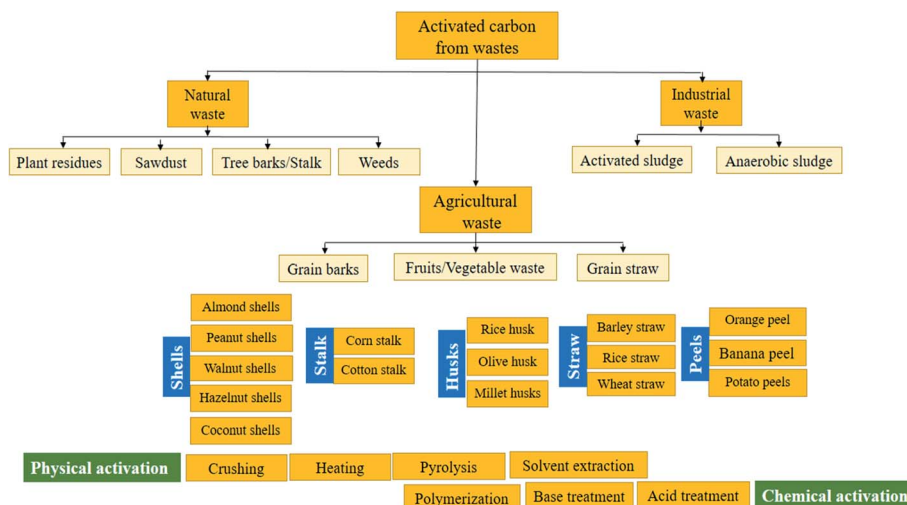 Activated carbon
from wastes
Natural
waste
Industrial
waste
Plant residues
Sawdust
Tree barks/Stalk
Weeds
Activated sludge
Anaerobic sludge
Agricultural
waste
Grain barks
Fruits/Vegetable waste
Grain straw
Shells
Almond shells
Peanut shells
Walnut shells
Hazelnut shells
Coconut shells
Stalk
Corn stalk
Cotton stalk
Husks
Rice husk
Olive husk
Millet husks
Straw
Barley straw
Rice straw
Wheat straw
Peels
Orange peel
Banana peel
Potato peels
Physical activation
Crushing
Heating
Pyrolysis
Solvent extraction
Polymerization
Base treatment
Acid treatment
Chemical activation